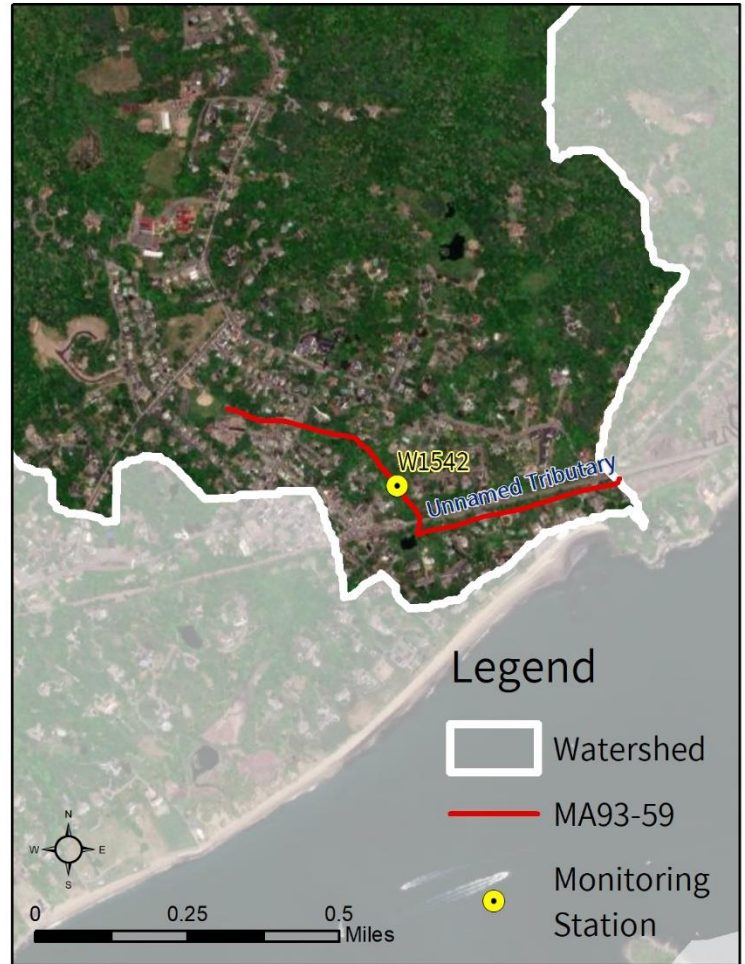 W1542
Unnamed Tributary
Legend
Watershed
MA93-59
Monitoring
Station
N
W E
S
0 0.25 0.5
Miles